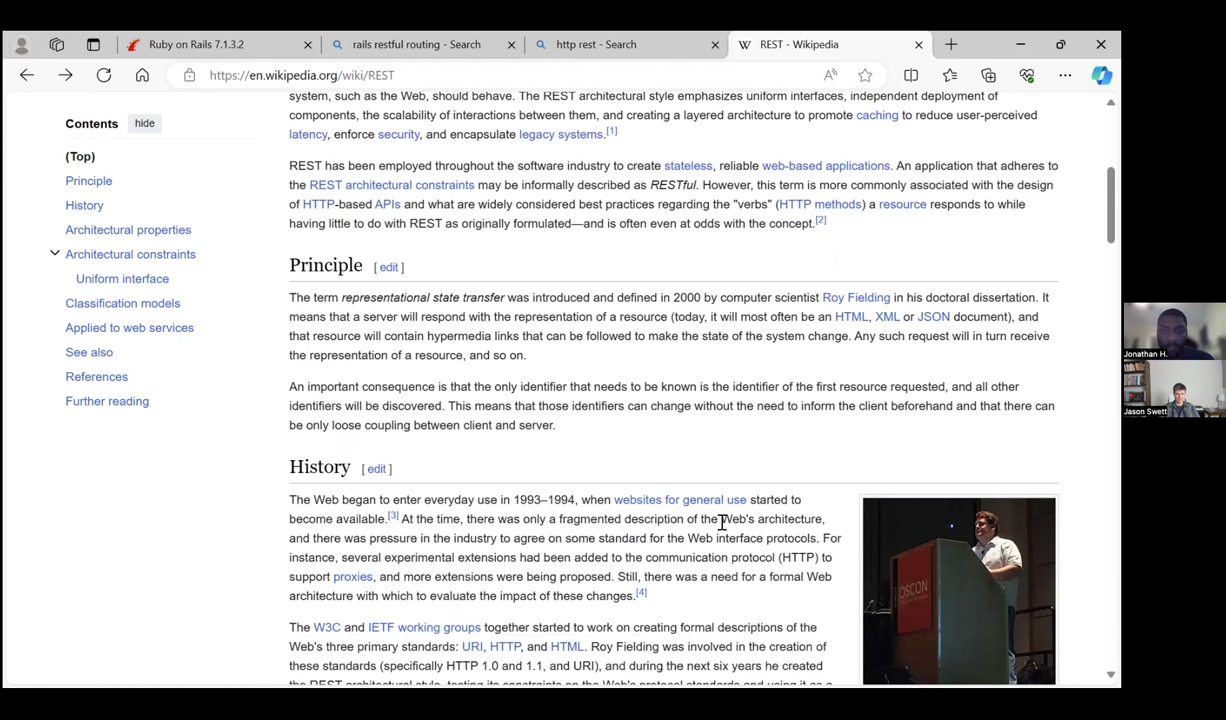 Ruby on Rails 7.1.3.2
rails restful routing - Search
http rest - Search
W REST - Wikipedia
https://en.wikipedia.org/wiki/REST
Contents hide
(Top)
Principle
History
Architectural properties
Architectural constraints
Uniform interface
Classification models
Applied to web services
See also
References
Further reading
system, such as the Web, should behave. The REST architectural style emphasizes uniform interfaces, independent deployment of
components, the scalability of interactions between them, and creating a layered architecture to promote caching to reduce user-perceived
latency, enforce security, and encapsulate legacy systems.[1]
REST has been employed throughout the software industry to create stateless, reliable web-based applications. An application that adheres to
the REST architectural constraints may be informally described as RESTful. However, this term is more commonly associated with the design
of HTTP-based APIs and what are widely considered best practices regarding the "verbs" (HTTP methods) a resource responds to while
having little to do with REST as originally formulated—and is often even at odds with the concept.[2]
Principle [ edit ]
The term representational state transfer was introduced and defined in 2000 by computer scientist Roy Fielding in his doctoral dissertation. It
means that a server will respond with the representation of a resource (today, it will most often be an HTML, XML or JSON document), and
that resource will contain hypermedia links that can be followed to make the state of the system change. Any such request will in turn receive
the representation of a resource, and so on.
An important consequence is that the only identifier that needs to be known is the identifier of the first resource requested, and all other
identifiers will be discovered. This means that those identifiers can change without the need to inform the client beforehand and that there can
be only loose coupling between client and server.
History [ edit ]
The Web began to enter everyday use in 1993–1994, when websites for general use started to
become available.[3] At the time, there was only a fragmented description of the Web's architecture,
and there was pressure in the industry to agree on some standard for the Web interface protocols. For
instance, several experimental extensions had been added to the communication protocol (HTTP) to
support proxies, and more extensions were being proposed. Still, there was a need for a formal Web
architecture with which to evaluate the impact of these changes.[4]
The W3C and IETF working groups together started to work on creating formal descriptions of the
Web's three primary standards: URI, HTTP, and HTML. Roy Fielding was involved in the creation of
these standards (specifically HTTP 1.0 and 1.1, and URI), and during the next six years he created
the REST architectural style, testing its constraints on the Web's protocol standards and using it as a
OSCON
Jonathan H.
Jason Swett